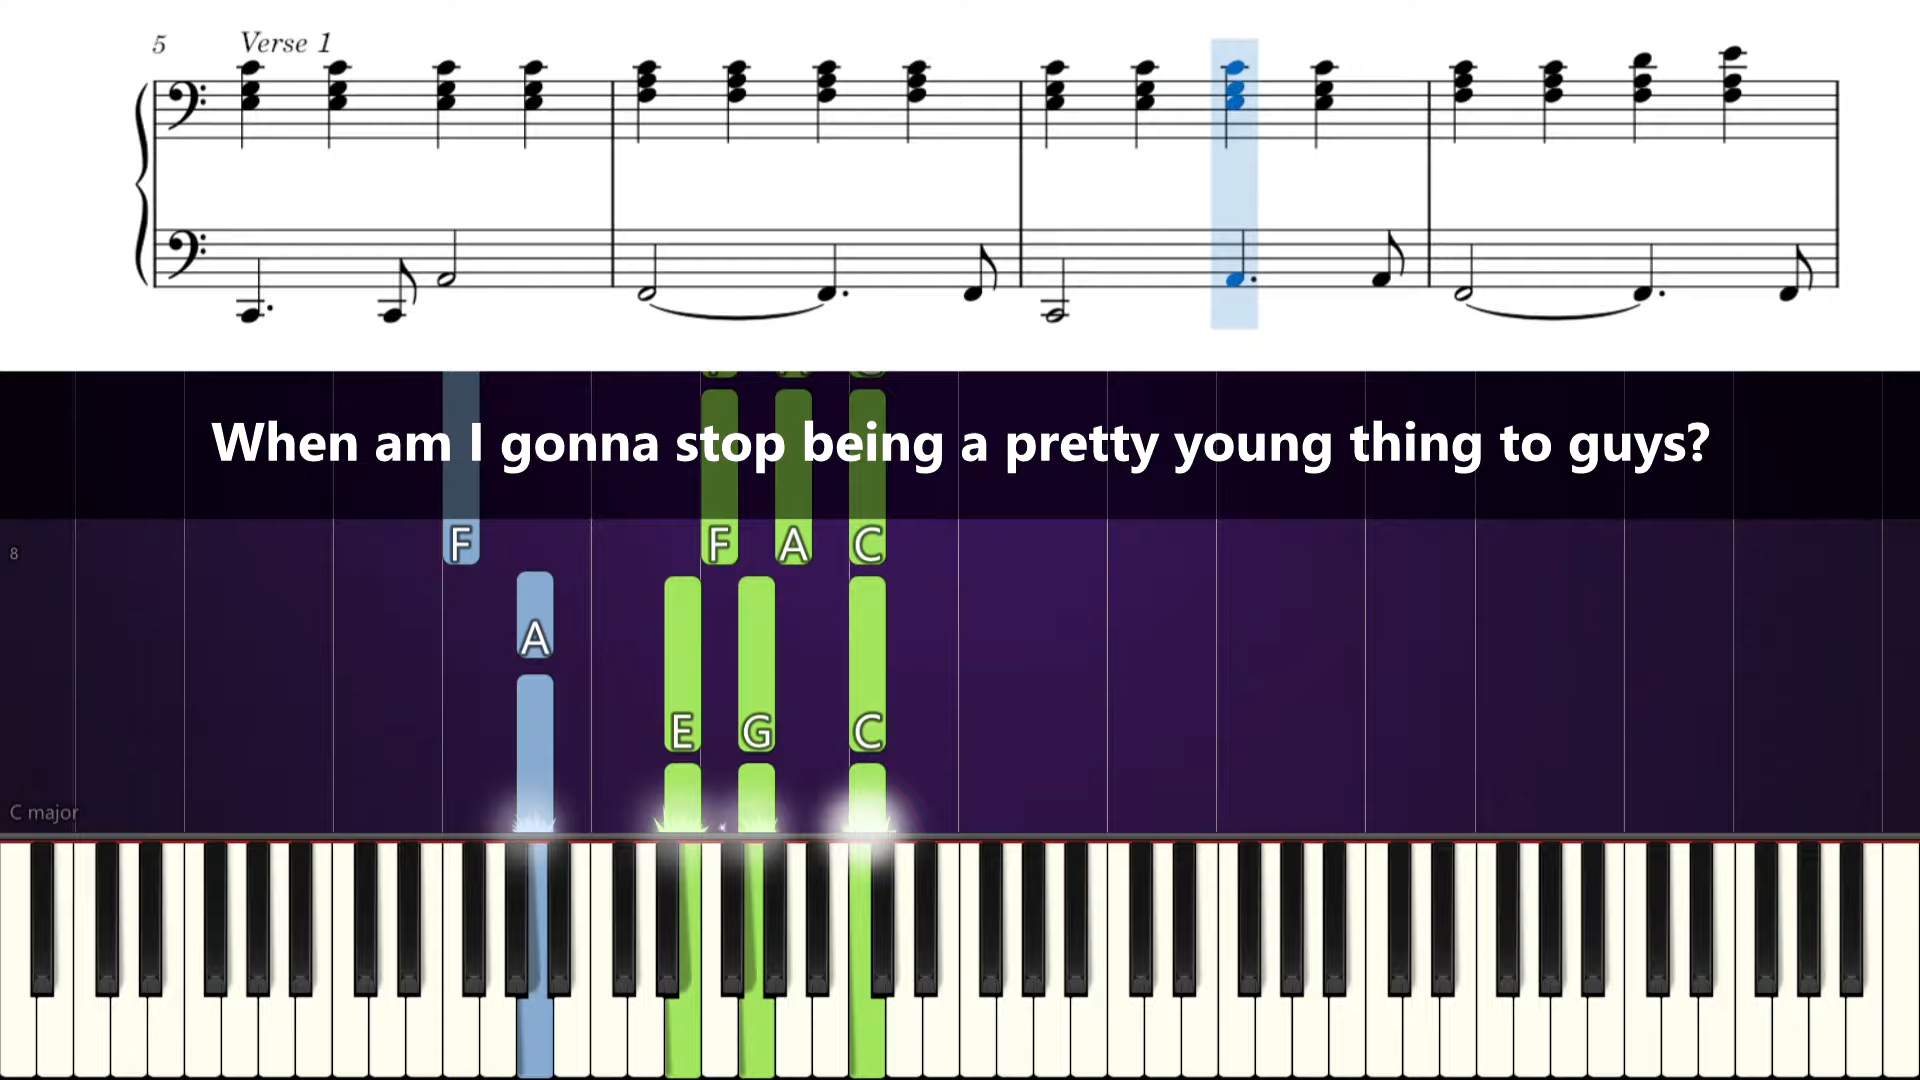 5 Verse 1
When am I gonna stop being a pretty young thing to guys?
F F A C
8
A
E G C
C major